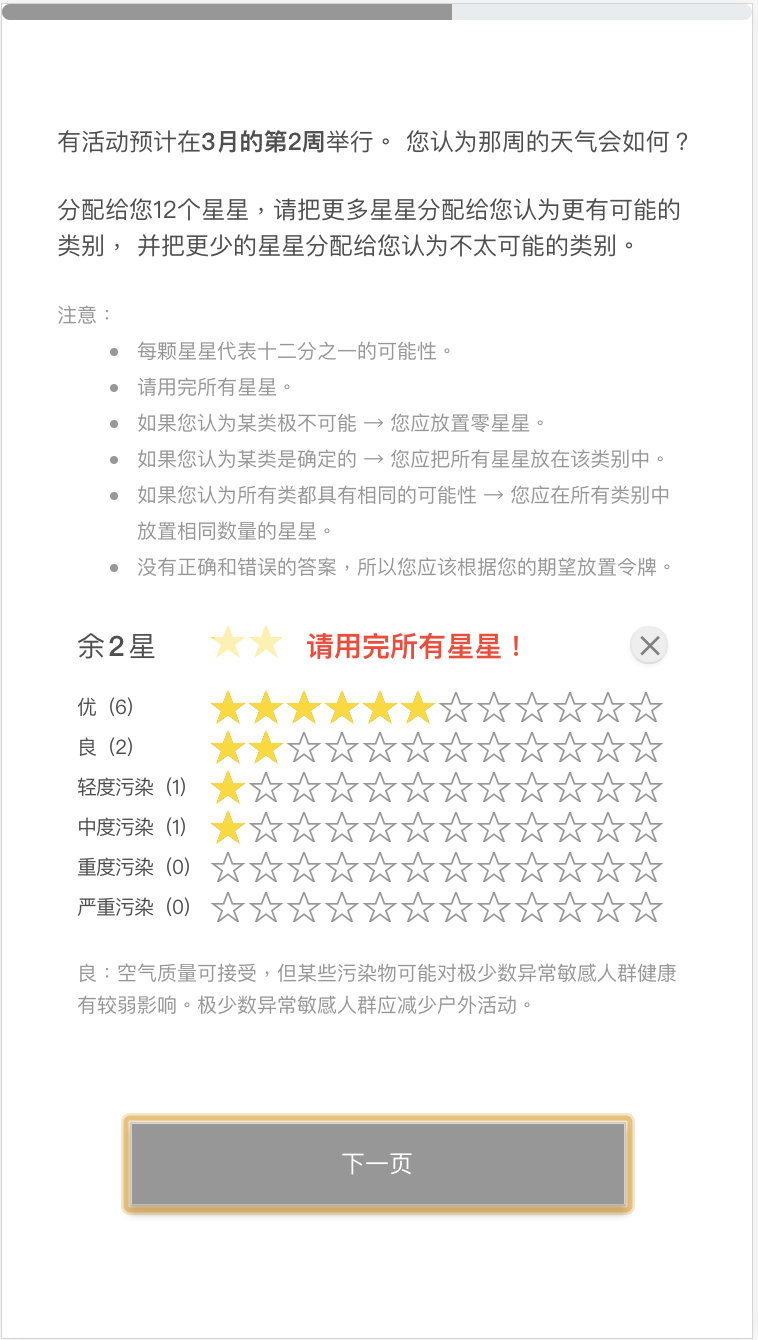 有活动预计在3月的第2周举行。 您认为那周的天气会如何？
分配给您12个星星，请把更多星星分配给您认为更有可能的
类别， 并把更少的星星分配给您认为不太可能的类别。
注意：
• 每颗星星代表十二分之一的可能性。
• 请用完所有星星。
• 如果您认为某类极不可能 → 您应放置零星星。
• 如果您认为某类是确定的 → 您应把所有星星放在该类别中。
• 如果您认为所有类都具有相同的可能性 → 您应在所有类别中
放置相同数量的星星。
• 没有正确和错误的答案，所以您应该根据您的期望放置令牌。
余2星 请用完所有星星！
优 (6)
良 (2)
轻度污染 (1)
中度污染 (1)
重度污染 (0)
严重污染 (0)
良：空气质量可接受，但某些污染物可能对极少数异常敏感人群健康
有较弱影响。极少数异常敏感人群应减少户外活动。
下一页